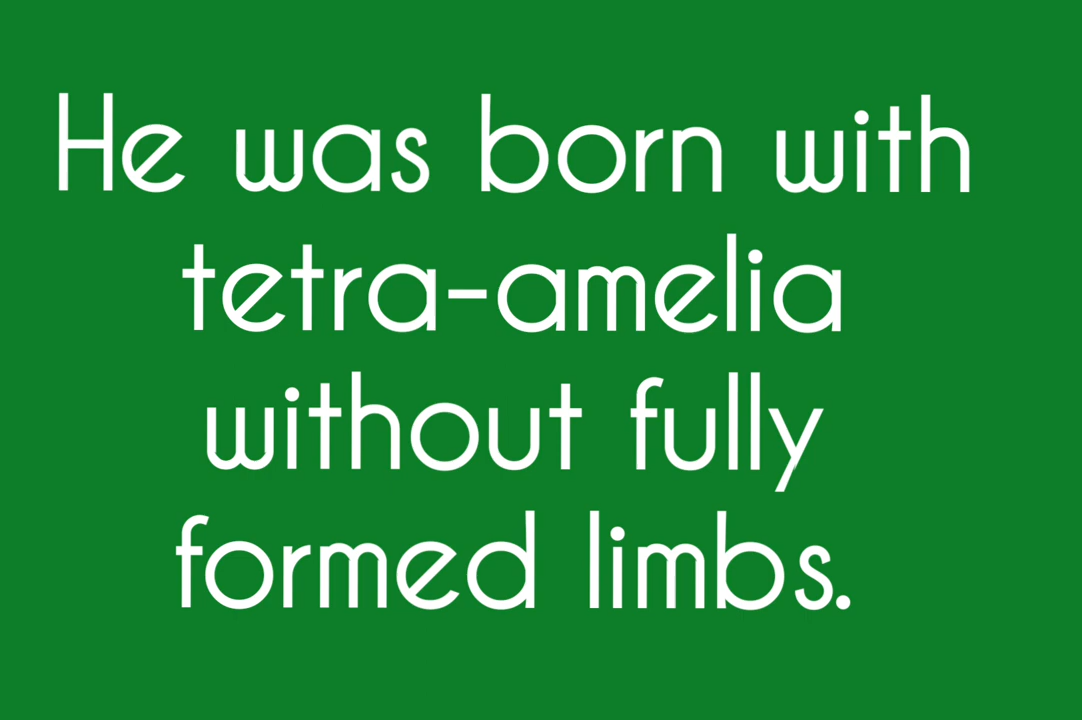 He was born with
tetra-amelia
without fully
formed limbs.